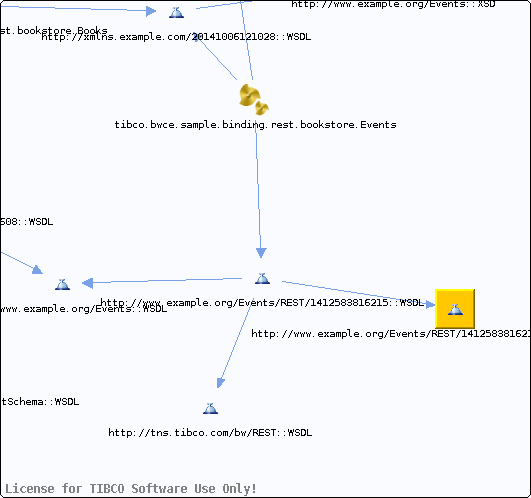 http://www.example.org/Events::XSD
st.bookstore.Books
http://xmlns.example.com/20141006121028::WSDL
tibco.bwce.sample.binding.rest.bookstore.Events
508::WSDL
http://www.example.org/Events/REST/1412583816215::WSDL
www.example.org/Events::WSDL
http://www.example.org/Events/REST/14125838162
tSchema::WSDL
http://tns.tibco.com/bw/REST::WSDL
License for TIBCO Software Use Only!